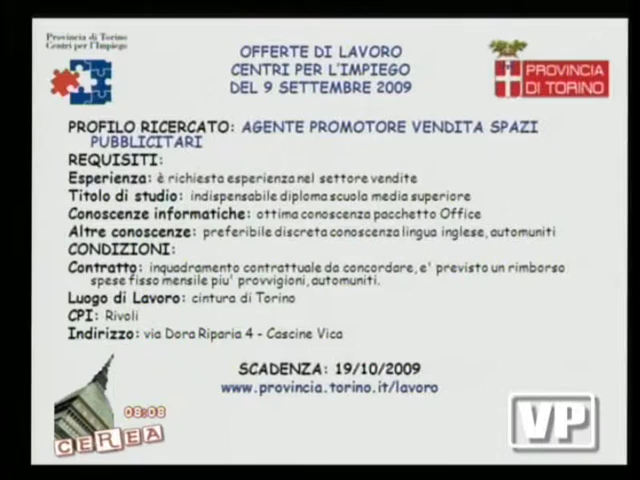 Provincia di Torino
Centri per l'Impiego
OFFERTE DI LAVORO
CENTRI PER L'IMPIEGO
DEL 9 SETTEMBRE 2009
PROVINCIA
DI TORINO
PROFILO RICERCATO: AGENTE PROMOTORE VENDITA SPAZI
PUBBLICITARI
REQUISITI:
Esperienza: è richiesta esperienza nel settore vendite
Titolo di studio: indispensabile diploma scuola media superiore
Conoscenze informatiche: ottima conoscenza pacchetto Office
Altre conoscenze: preferibile discreta conoscenza lingua inglese, automuniti
CONDIZIONI:
Contratto: inquadramento contrattuale da concordare, e' previsto un rimborso
spese fisso mensile piu' provvigioni, automuniti.
Luogo di Lavoro: cintura di Torino
CPI: Rivoli
Indirizzo: via Dora Riparia 4 - Cascine Vica
SCADENZA: 19/10/2009
www.provincia.torino.it/lavoro
08:08
CEREA
VP